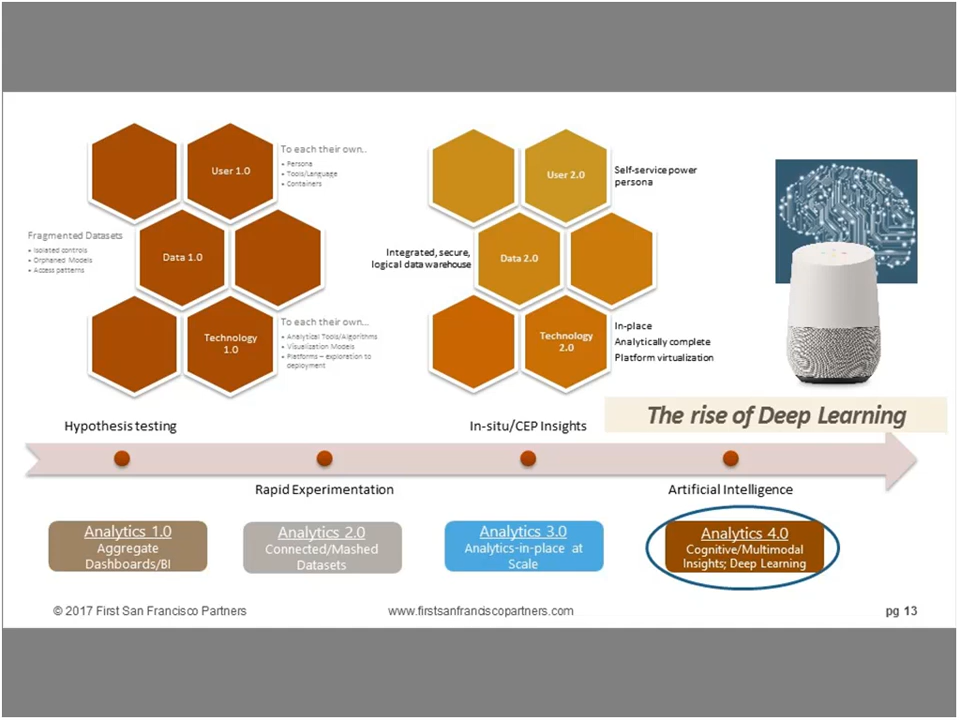 User 1.0
To each their own..
• Persona
• Tools/Language
• Containers
Fragmented Datasets
• Isolated controls
• Orphaned Models
• Access patterns
Data 1.0
Technology
1.0
To each their own...
• Analytical Tools/Algorithms
• Visualization Models
• Platforms – exploration to
deployment
User 2.0
Self-service power
persona
Integrated, secure,
logical data warehouse
Data 2.0
Technology
2.0
In-place
Analytically complete
Platform virtualization
The rise of Deep Learning
Hypothesis testing
In-situ/CEP Insights
Rapid Experimentation
Artificial Intelligence
Analytics 1.0
Aggregate
Dashboards/BI
Analytics 2.0
Connected/Mashed
Datasets
Analytics 3.0
Analytics-in-place at
Scale
Analytics 4.0
Cognitive/Multimodal
Insights; Deep Learning
© 2017 First San Francisco Partners
www.firstsanfranciscopartners.com
pg 13